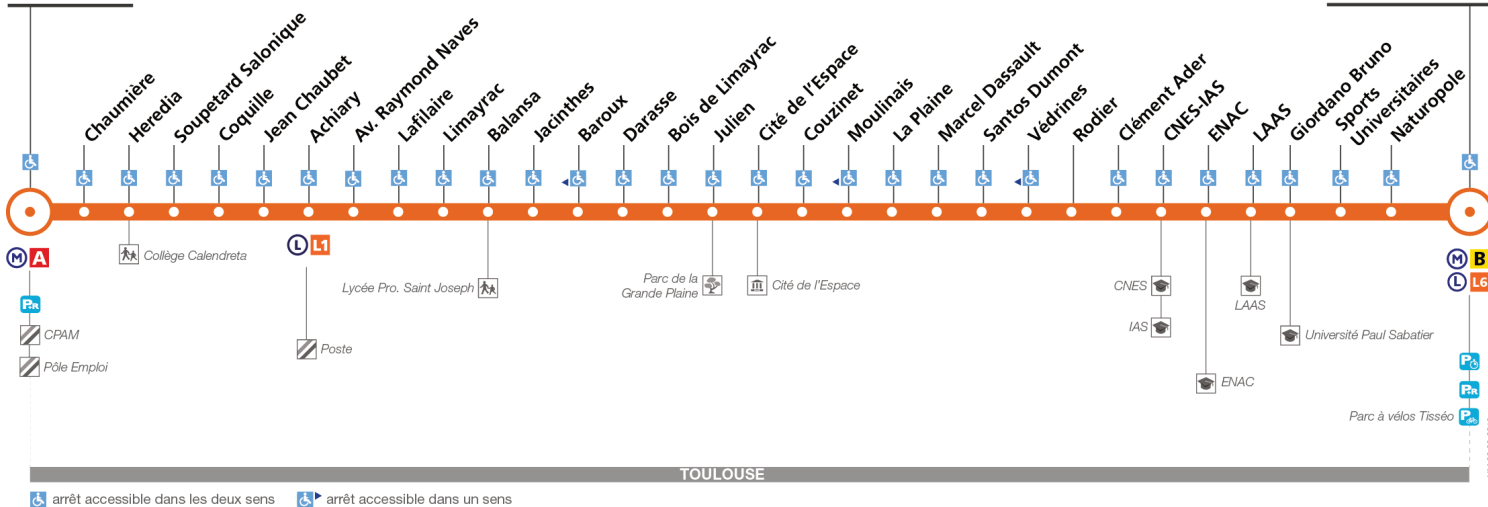 Chaumière
Heredia
Soupetard Salonique
Coquille
Jean Chaubet
Achiary
Av. Raymond Naves
Lafilaire
Limayrac
Balansa
Jacinthes
Baroux
Darasse
Bois de Limayrac
Julien
Cité de l'Espace
Couzinet
Moulinais
La Plaine
Marcel Dassault
Santos Dumont
Védrines
Rodier
Clément Ader
CNES-IAS
ENAC
LAAS
Giordano Bruno
Sports
Universitaires
Naturopole
M A
PR
CPAM
Pôle Emploi
Collège Calendreta
L L1
Poste
Lycée Pro. Saint Joseph
Parc de la
Grande Plaine
Cité de l'Espace
CNES
IAS
ENAC
LAAS
Université Paul Sabatier
M B
L L6
P
PR
Parc à vélos Tisséo P
TOULOUSE
arrêt accessible dans les deux sens
arrêt accessible dans un sens